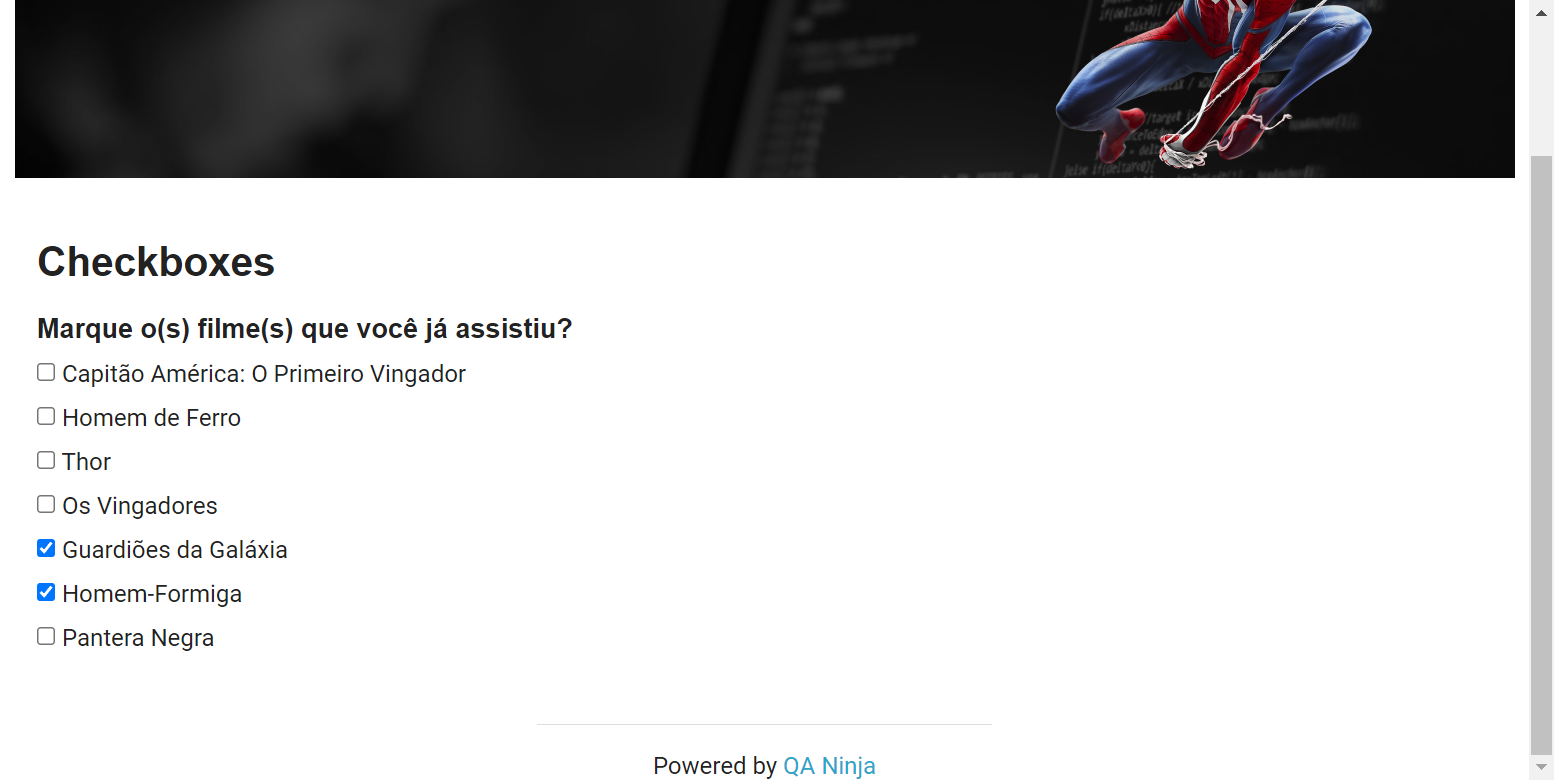 Checkboxes
Marque o(s) filme(s) que você já assistiu?
Capitão América: O Primeiro Vingador
Homem de Ferro
Thor
Os Vingadores
Guardiões da Galáxia
Homem-Formiga
Pantera Negra
Powered by QA Ninja